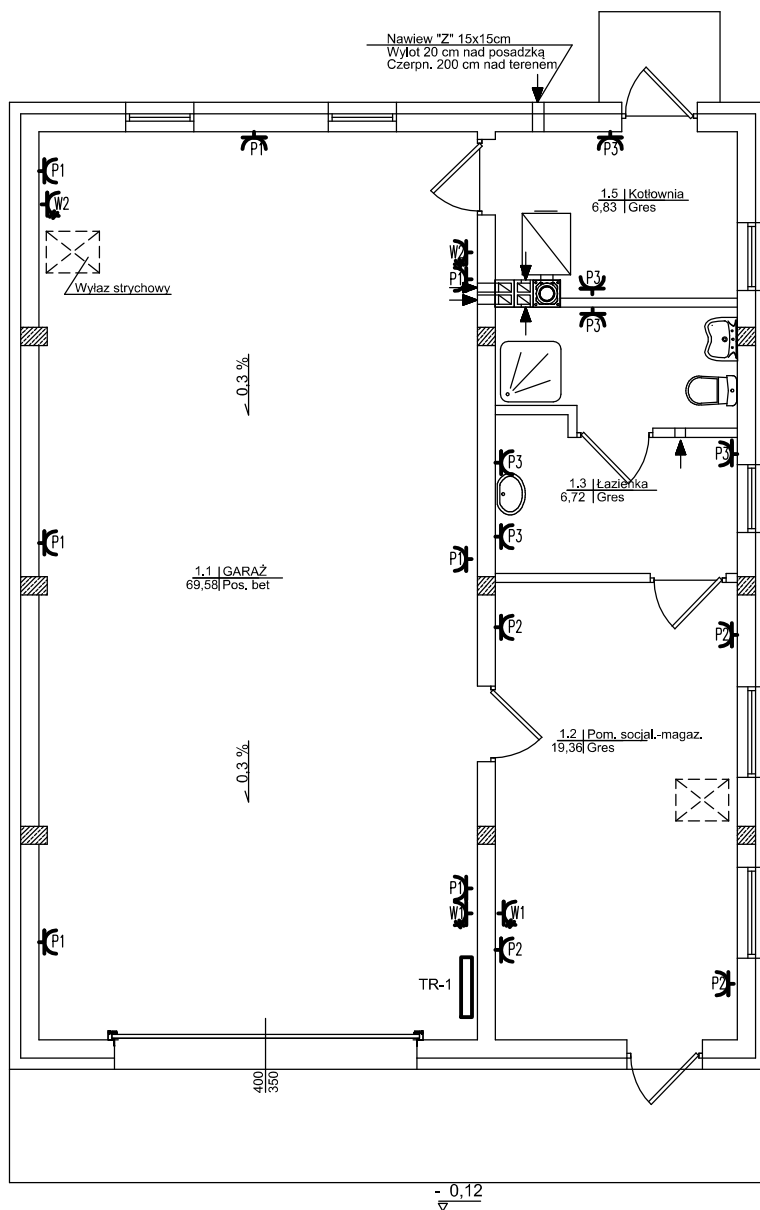 Nawiew "Z" 15x15cm
Wylot 20 cm nad posadzką
Czerpn. 200 cm nad terenem
P1
P3
P1
W2
1.5 Kotłownia
6,83 Gres
W2
P1
Wyłaz strychowy
P3
P3
0,3 %
P3
P3
1.3 Łazienka
6,72 Gres
P1
P3
P1
1.1 GARAŻ
69,58 Pos. bet
P2
P2
1.2 Pom. socjal.-magaz.
19,36 Gres
0,3 %
P1
W1
W1
P1
P2
TR-1
P2
400
350
- 0,12